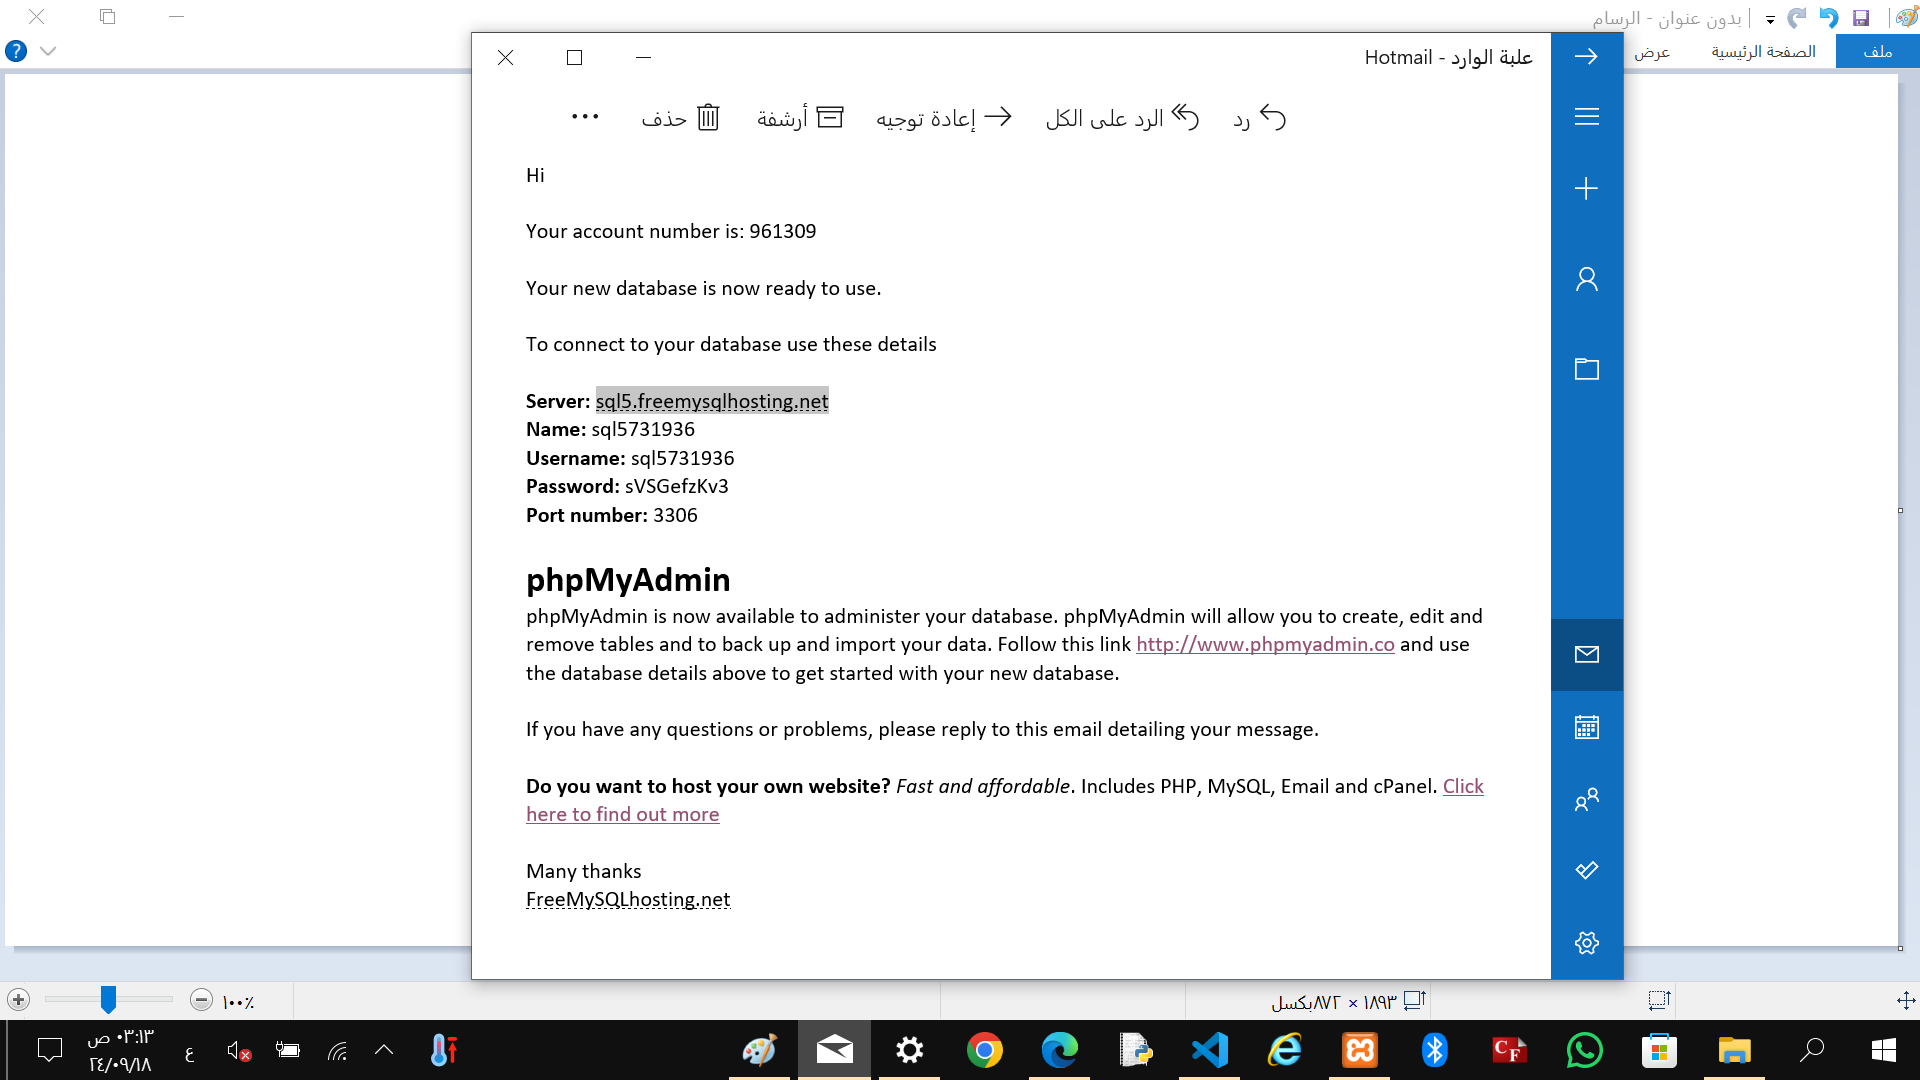 بدون عنوان - الرسام
ملف
الصفحة الرئيسية
عرض
علبة الوارد - Hotmail
رد
الرد على الكل
إعادة توجيه
أرشفة
حذف
Hi
Your account number is: 961309
Your new database is now ready to use.
To connect to your database use these details
Server: sql5.freemysqlhosting.net
Name: sql5731936
Username: sql5731936
Password: sVSGefzKv3
Port number: 3306
phpMyAdmin
phpMyAdmin is now available to administer your database. phpMyAdmin will allow you to create, edit and
remove tables and to back up and import your data. Follow this link http://www.phpmyadmin.co and use
the database details above to get started with your new database.
If you have any questions or problems, please reply to this email detailing your message.
Do you want to host your own website? Fast and affordable. Includes PHP, MySQL, Email and cPanel. Click
here to find out more
Many thanks
FreeMySQLhosting.net
١٨٩٣ × ٨٧٢بكسل
١٠٠٪
CF
ع
٠٣:١٣ ص
٢٤/٠٩/١٨